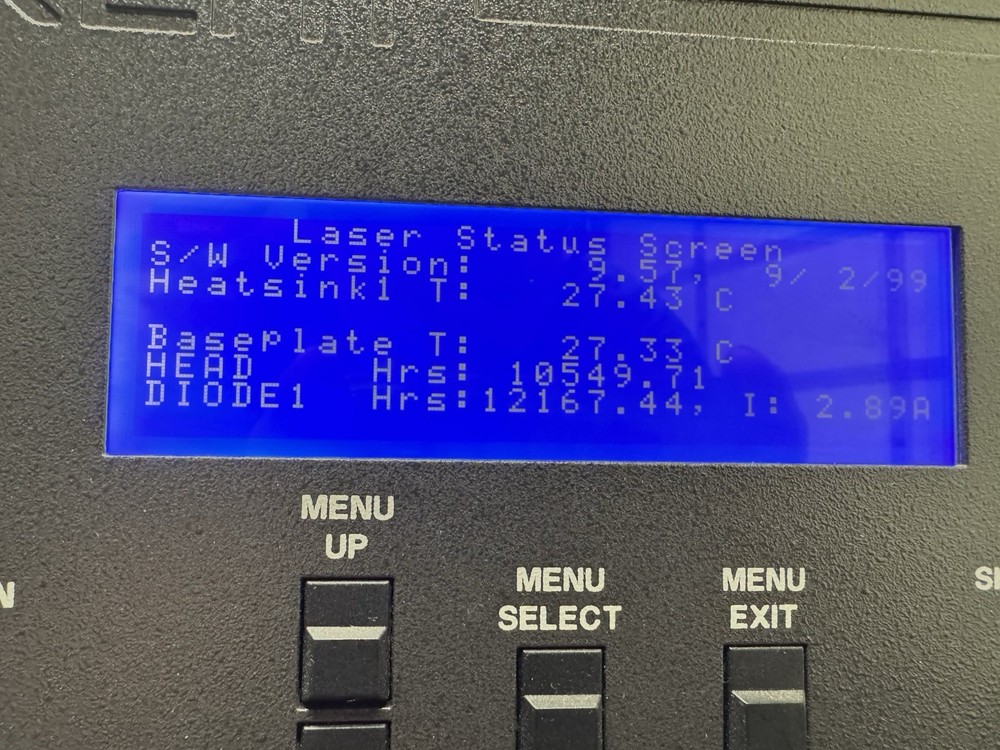 Laser Status Screen
S/W version: 9.57, 9/ 2/99
Heatsink1 T: 27.43 C
Baseplate T: 27.33 C
HEAD Hrs: 10549.71
DIODE1 Hrs:12167.44, I: 2.89A
MENU
UP
MENU
SELECT
MENU
EXIT